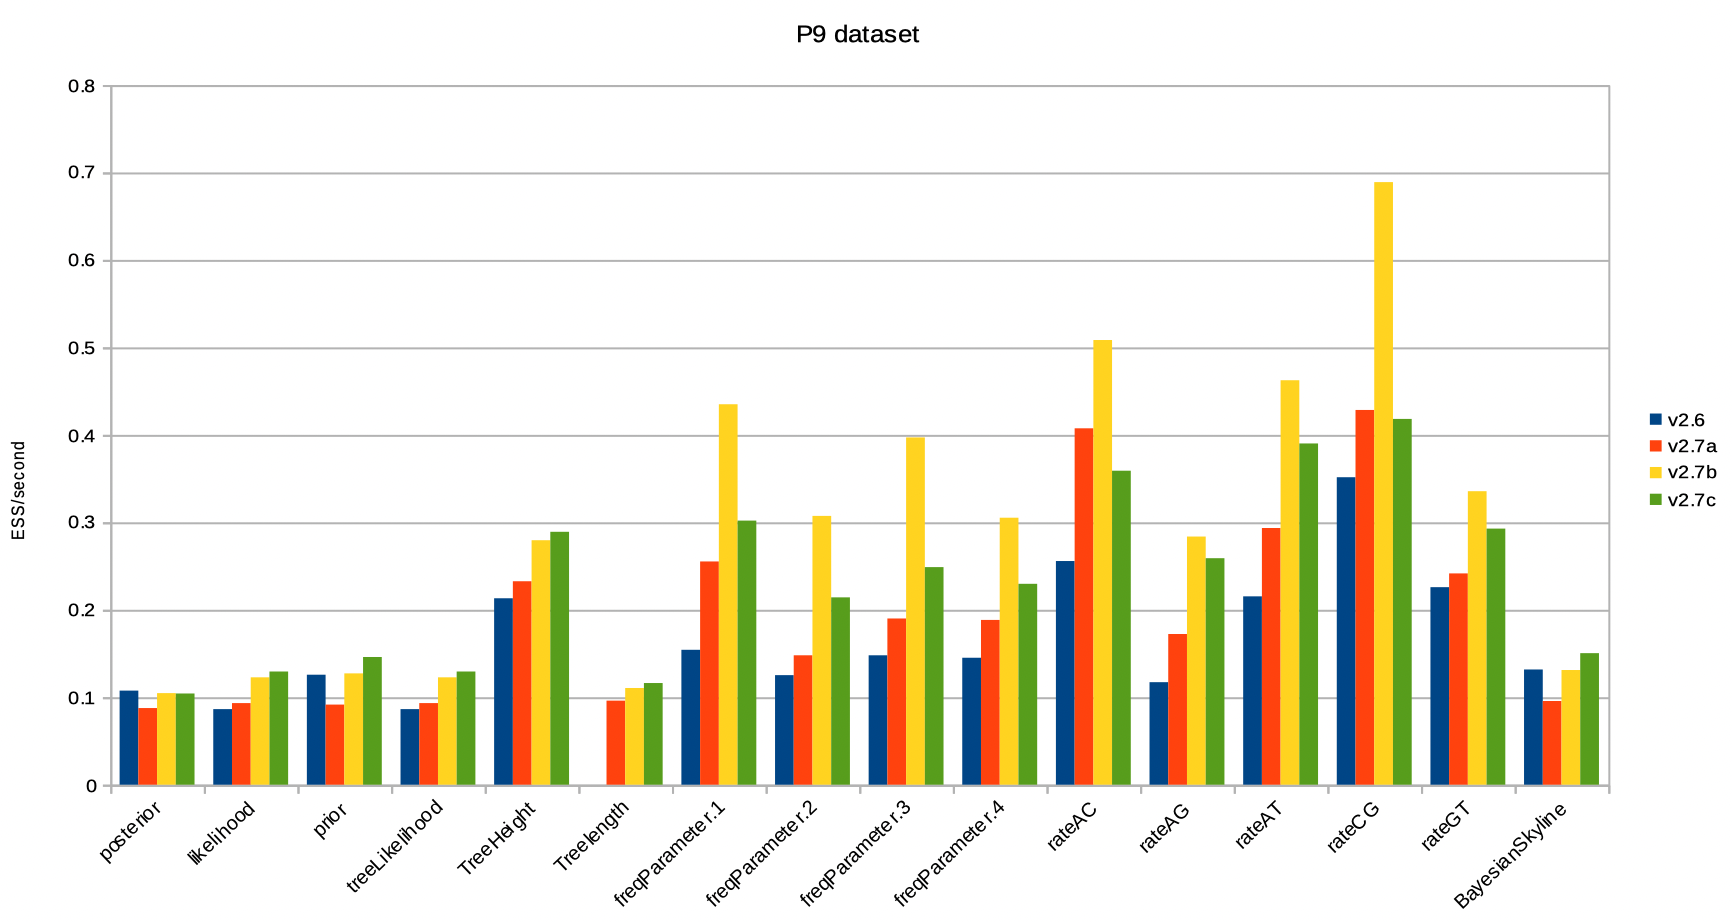 P9 dataset
0.8
0.7
0.6
0.5
0.4
0.3
0.2
0.1
0
ESS/second
posterior
likelihood
prior
treeLikelihood
TreeHeight
Treelength
freqParameter.1
freqParameter.2
freqParameter.3
freqParameter.4
rateAC
rateAG
rateAT
rateCG
rateGT
BayesianSkyline
v2.6
v2.7a
v2.7b
v2.7c